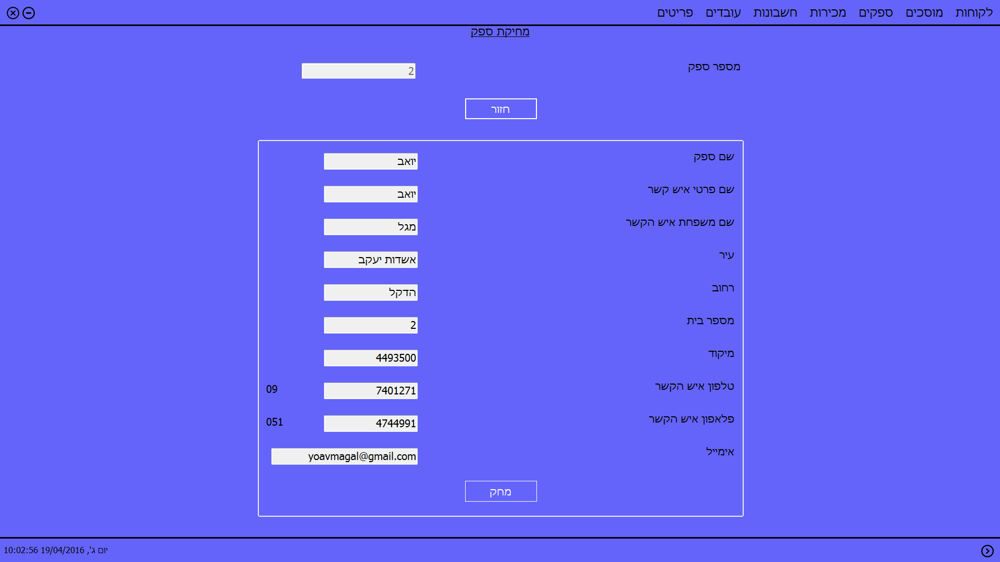 לקוחות מוסכים ספקים מכירות חשבונות עובדים פריטים
מחיקת ספק
מספר ספק 2
חזור
שם ספק יואב
שם פרטי איש קשר יואב
שם משפחת איש הקשר מגל
עיר אשדות יעקב
רחוב הדקל
מספר בית 2
מיקוד 4493500
טלפון איש הקשר 7401271 09
פלאפון איש הקשר 4744991 051
אימייל yoavmagal@gmail.com
מחק
יום ג', 19/04/2016 10:02:56